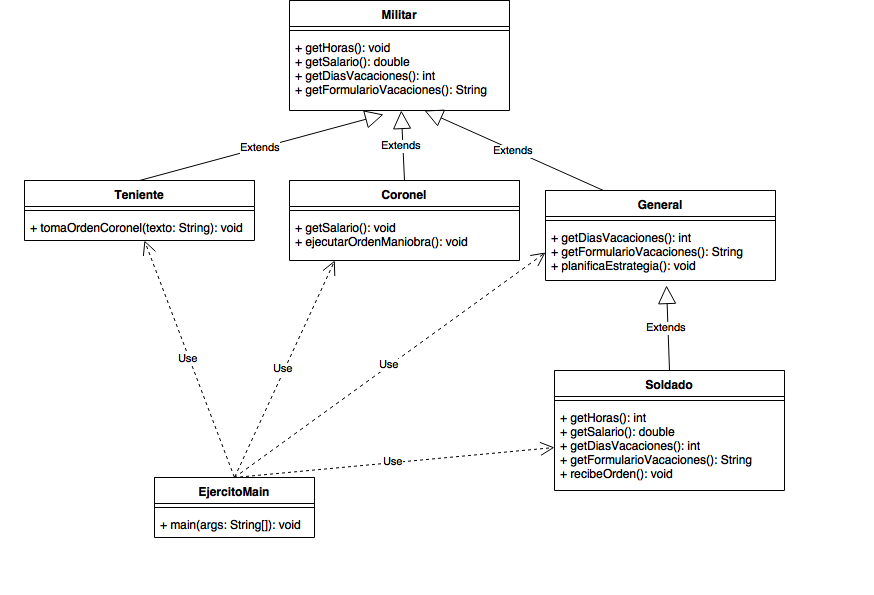 Militar
+ getHoras(): void
+ getSalario(): double
+ getDiasVacaciones(): int
+ getFormularioVacaciones(): String
Extends
Extends
Extends
Teniente
+ tomaOrdenCoronel(texto: String): void
Coronel
+ getSalario(): void
+ ejecutarOrdenManiobra(): void
General
+ getDiasVacaciones(): int
+ getFormularioVacaciones(): String
+ planificaEstrategia(): void
Extends
Use
Use
Use
Soldado
+ getHoras(): int
+ getSalario(): double
+ getDiasVacaciones(): int
+ getFormularioVacaciones(): String
+ recibeOrden(): void
Use
EjercitoMain
+ main(args: String[]): void